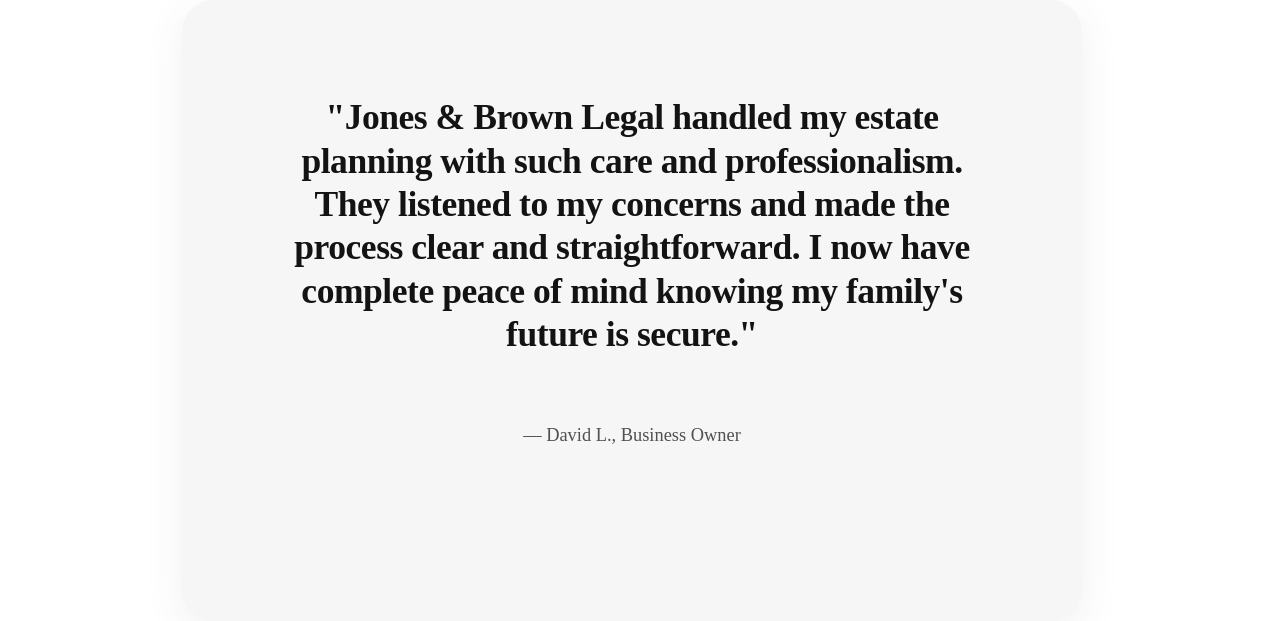 "Jones & Brown Legal handled my estate
planning with such care and professionalism.
They listened to my concerns and made the
process clear and straightforward. I now have
complete peace of mind knowing my family's
future is secure."
— David L., Business Owner